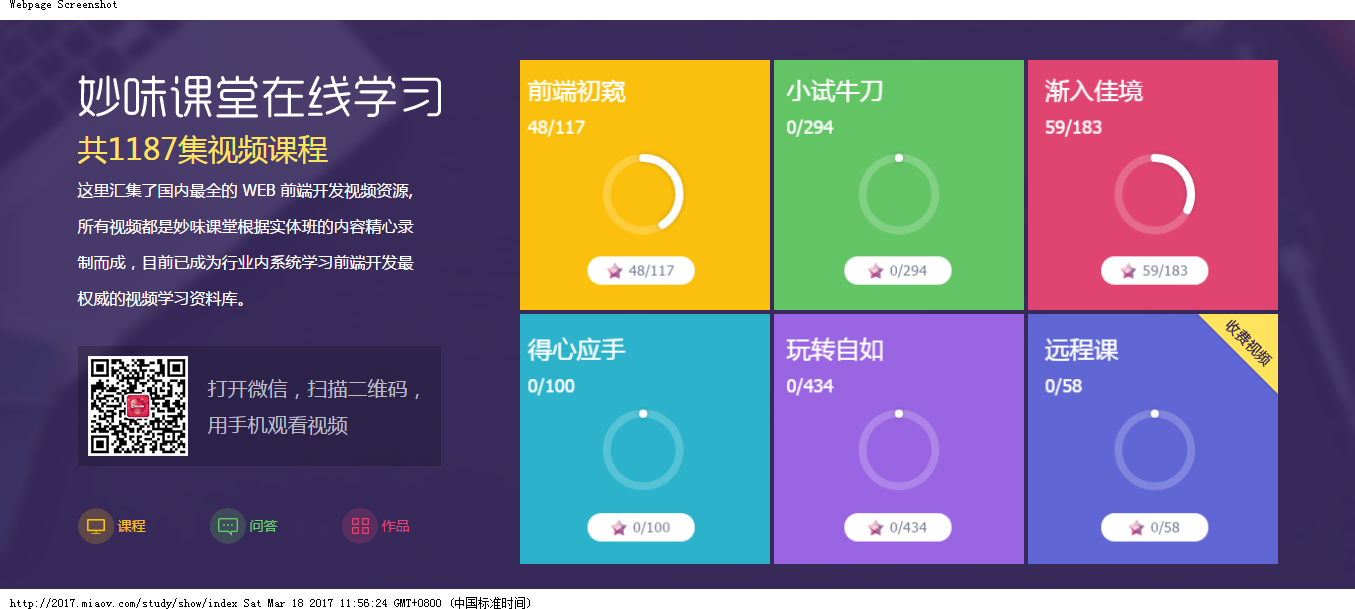 Webpage Screenshot
妙味课堂在线学习
共1187集视频课程
这里汇集了国内最全的 WEB 前端开发视频资源,
所有视频都是妙味课堂根据实体班的内容精心录
制而成，目前已成为行业内系统学习前端开发最
权威的视频学习资料库。
打开微信，扫描二维码，
用手机观看视频
课程
问答
作品
前端初窥
48/117
48/117
小试牛刀
0/294
0/294
渐入佳境
59/183
59/183
得心应手
0/100
0/100
玩转自如
0/434
0/434
远程课
收费视频
0/58
0/58
http://2017.miaov.com/study/show/index Sat Mar 18 2017 11:56:24 GMT+0800 (中国标准时间)